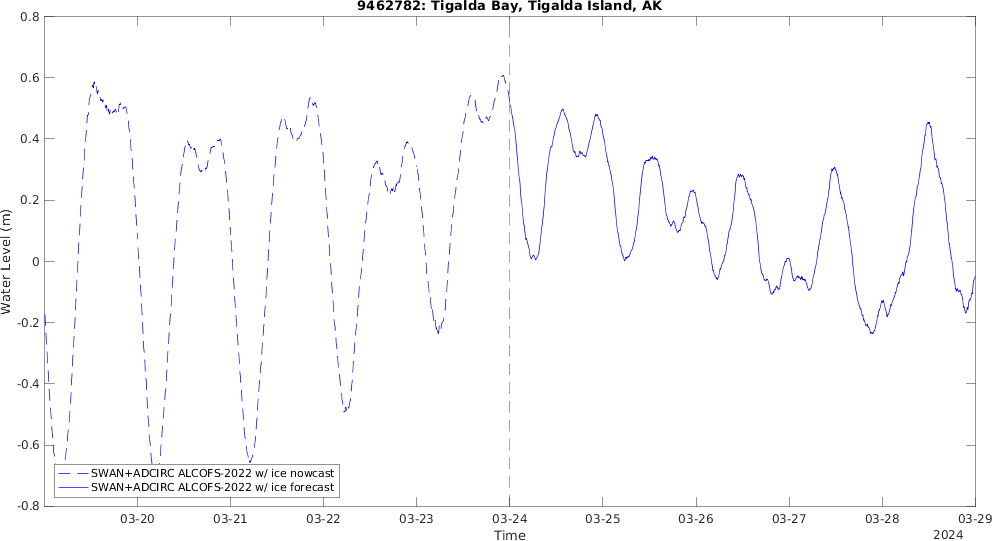 9462782: Tigalda Bay, Tigalda Island, AK
Water Level (m)
0.8
0.6
0.4
0.2
0
-0.2
-0.4
-0.6
-0.8
SWAN+ADCIRC ALCOFS-2022 w/ ice nowcast
SWAN+ADCIRC ALCOFS-2022 w/ ice forecast
03-20 03-21 03-22 03-23 03-24 03-25 03-26 03-27 03-28 03-29
Time
2024